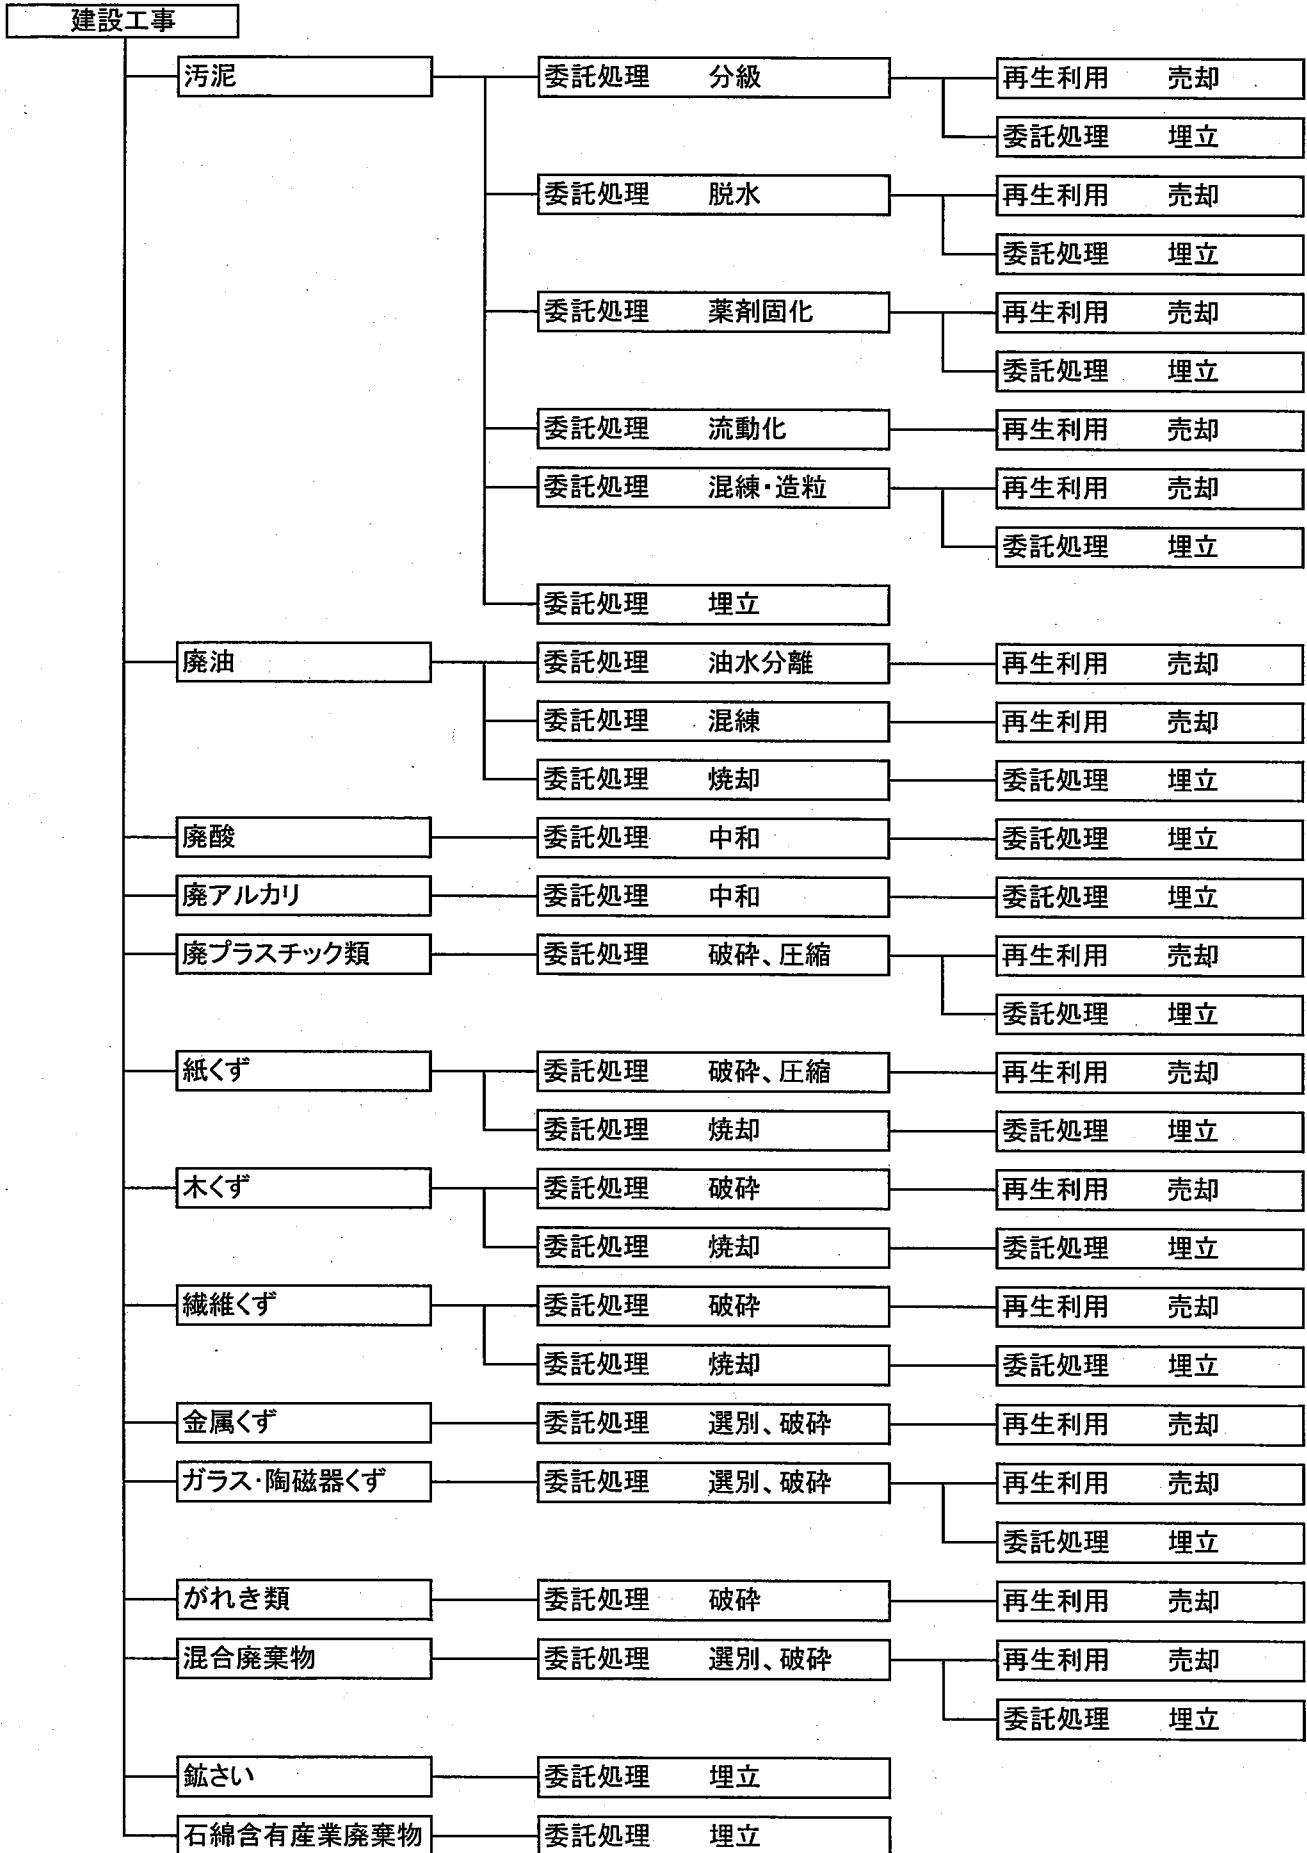 建設工事
汚泥 委託処理 分級 再生利用 売却
委託処理 埋立
委託処理 脱水 再生利用 売却
委託処理 埋立
委託処理 薬剤固化 再生利用 売却
委託処理 埋立
委託処理 流動化 再生利用 売却
委託処理 混練・造粒 再生利用 売却
委託処理 埋立
委託処理 埋立
廃油 委託処理 油水分離 再生利用 売却
委託処理 混練 再生利用 売却
委託処理 焼却 委託処理 埋立
廃酸 委託処理 中和 委託処理 埋立
廃アルカリ 委託処理 中和 委託処理 埋立
廃プラスチック類 委託処理 破砕、圧縮 再生利用 売却
委託処理 埋立
紙くず 委託処理 破砕、圧縮 再生利用 売却
委託処理 焼却 委託処理 埋立
木くず 委託処理 破砕 再生利用 売却
委託処理 焼却 委託処理 埋立
繊維くず 委託処理 破砕 再生利用 売却
委託処理 焼却 委託処理 埋立
金属くず 委託処理 選別、破砕 再生利用 売却
ガラス・陶磁器くず 委託処理 選別、破砕 再生利用 売却
委託処理 埋立
がれき類 委託処理 破砕 再生利用 売却
混合廃棄物 委託処理 選別、破砕 再生利用 売却
委託処理 埋立
鉱さい 委託処理 埋立
石綿含有産業廃棄物 委託処理 埋立